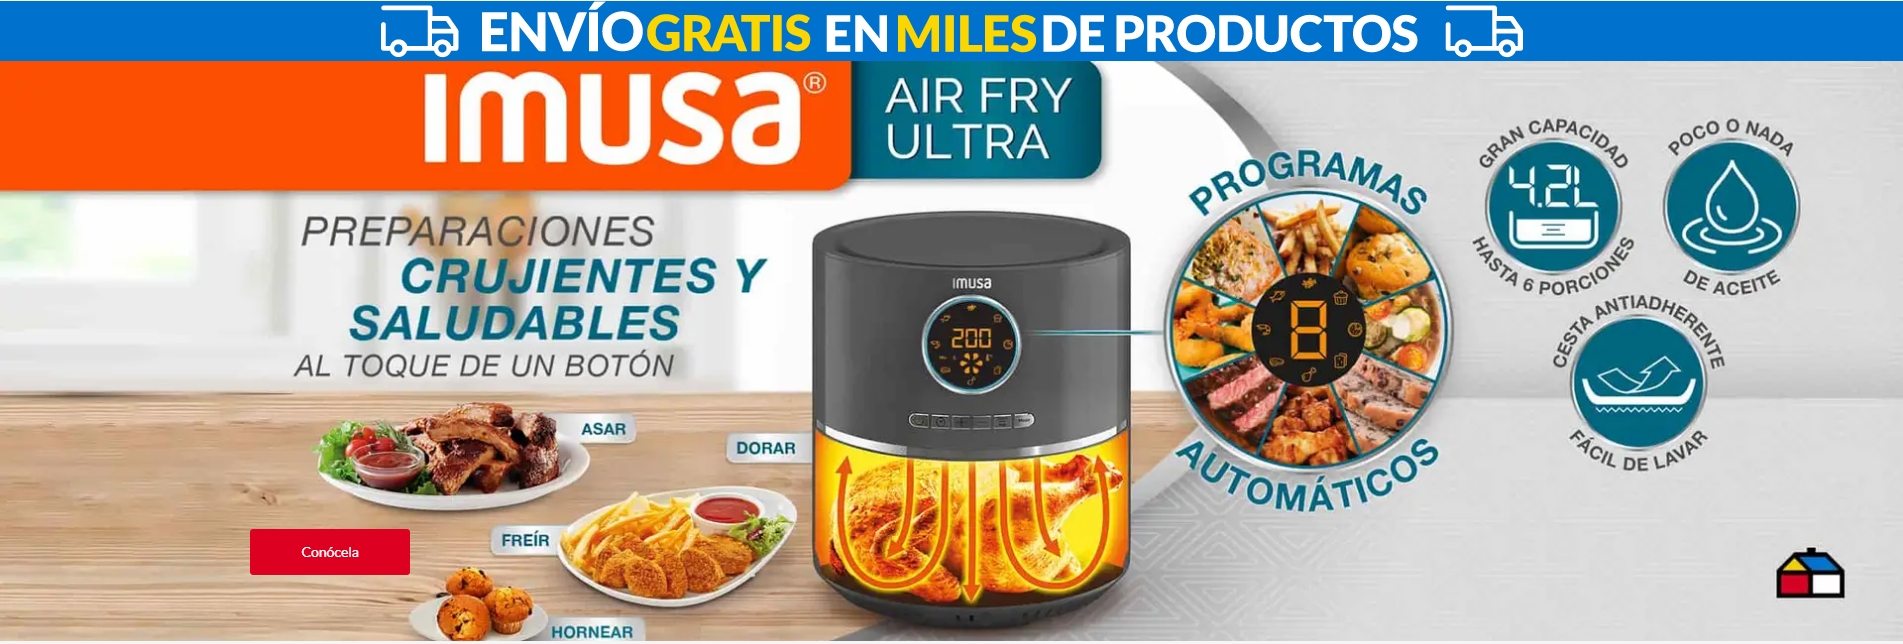 ENVÍO GRATIS EN MILES DE PRODUCTOS
IMUSA®
AIR FRY
ULTRA
PREPARACIONES
CRUJIENTES Y
SALUDABLES
AL TOQUE DE UN BOTÓN
ASAR
DORAR
FREÍR
HORNEAR
Conócela
IMUSA
200
PROGRAMAS
8
AUTOMÁTICOS
GRAN CAPACIDAD
4.2L
HASTA 6 PORCIONES
POCO O NADA
DE ACEITE
CESTA ANTIADHERENTE
FÁCIL DE LAVAR